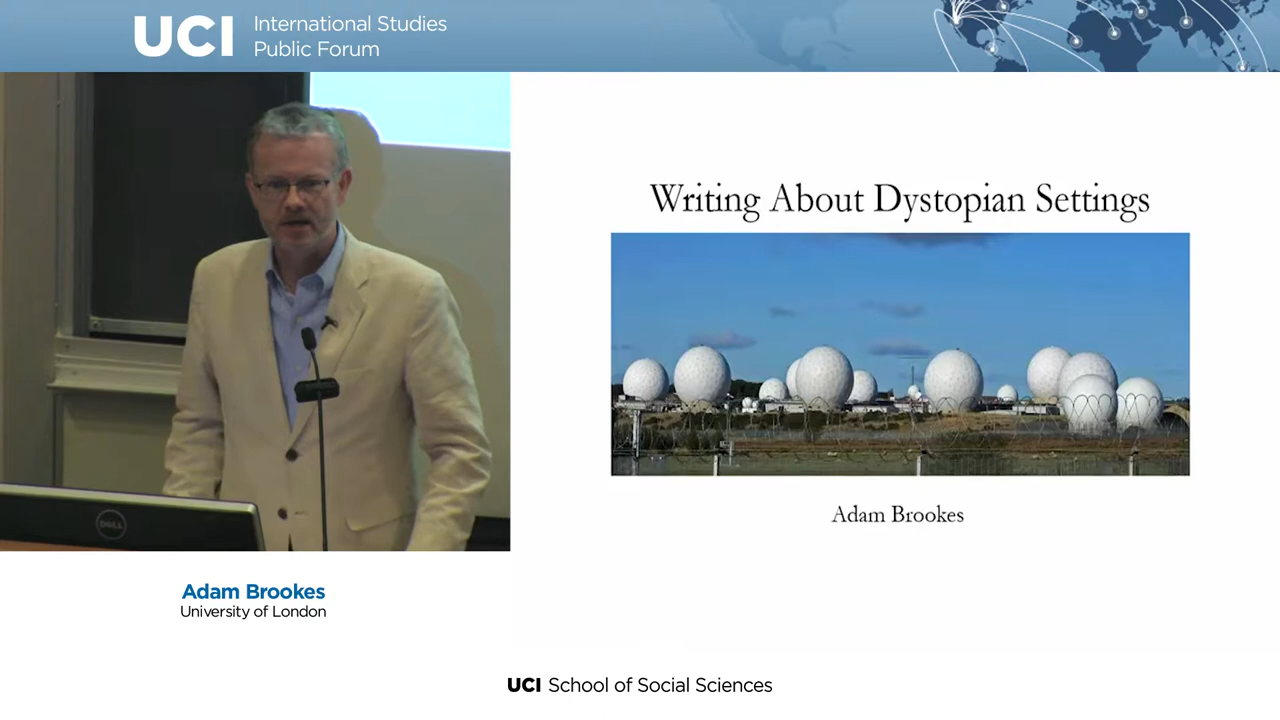 UCI
International Studies
Public Forum
Writing About Dystopian Settings
Adam Brookes
DELL
Adam Brookes
University of London
UCI School of Social Sciences